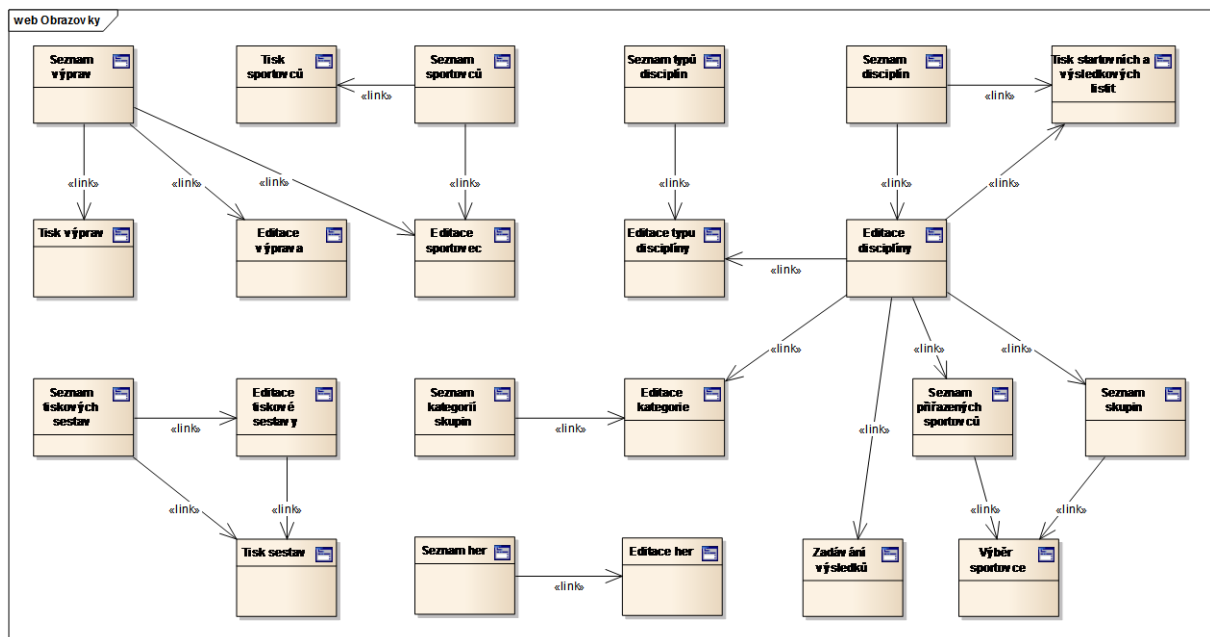 web Obrazovky
Seznam
výprav
Tisk
sportovců
Seznam
sportovců
Seznam typů
disciplín
Seznam
disciplín
Tisk startovních a
výsledkových
listit
«link»
«link»
«link»
«link»
«link»
«link»
«link»
«link»
«link»
Tisk výprav
Editace
výprava
Editace
sportovec
Editace typu
disciplíny
Editace
disciplíny
«link»
«link»
«link»
«link»
Seznam
tiskových
sestav
Editace
tiskové
sestavy
Seznam
kategorií
skupin
Editace
kategorie
Seznam
přiřazených
sportovců
Seznam
skupin
«link»
«link»
«link»
«link»
«link»
«link»
«link»
Tisk sestav
Seznam her
Editace her
Zadávání
výsledků
Výběr
sportovce
«link»